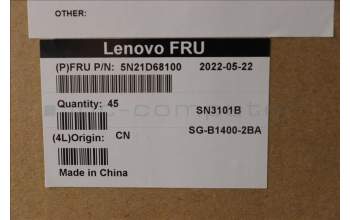 OTHER:
Lenovo FRU
(P)FRU P/N: 5N21D68100 2022-05-22
Quantity: 45
SN3101B
(4L)Origin: CN SG-B1400-2BA
Made in China